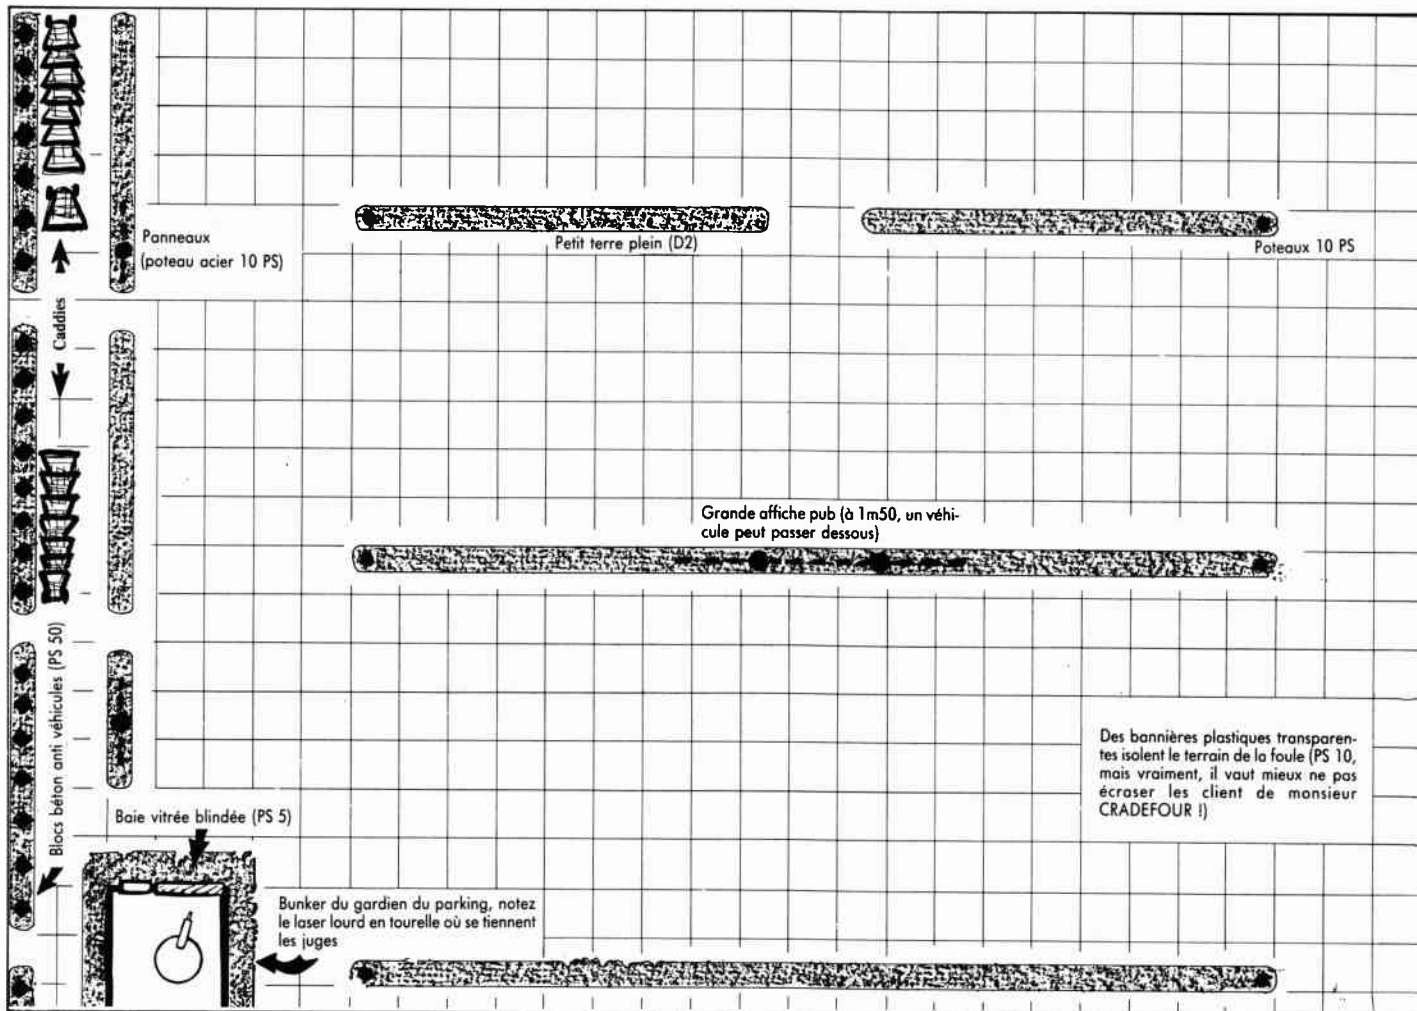 Panneaux
(poteau acier 10 PS)
Petit terre plein (D2)
Poteaux 10 PS
Caddies
Grande affiche pub (à 1m50, un véhi-
cule peut passer dessous)
Blocs béton anti véhicules (PS 50)
Des bannières plastiques transparen-
tes isolent le terrain de la foule (PS 10,
mais vraiment, il vaut mieux ne pas
écraser les client de monsieur
CRADEFOUR !)
Baie vitrée blindée (PS 5)
Bunker du gardien du parking, notez
le laser lourd en tourelle où se tiennent
les juges